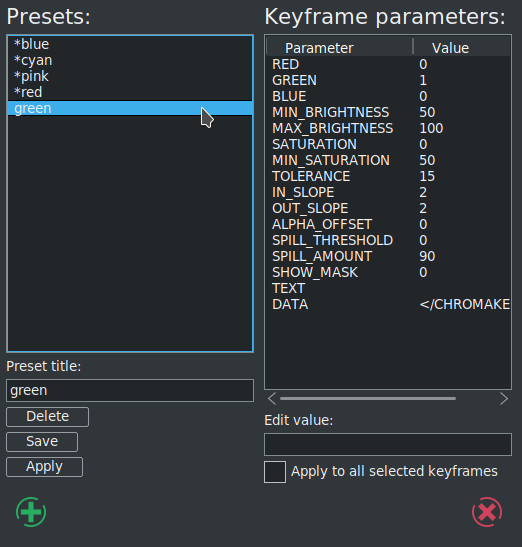 Presets:
*blue
*cyan
*pink
*red
green
Preset title:
green
Delete
Save
Apply
Keyframe parameters:
Parameter Value
RED 0
GREEN 1
BLUE 0
MIN_BRIGHTNESS 50
MAX_BRIGHTNESS 100
SATURATION 0
MIN_SATURATION 50
TOLERANCE 15
IN_SLOPE 2
OUT_SLOPE 2
ALPHA_OFFSET 0
SPILL_THRESHOLD 0
SPILL_AMOUNT 90
SHOW_MASK 0
TEXT
DATA </CHROMAKE
Edit value:
Apply to all selected keyframes